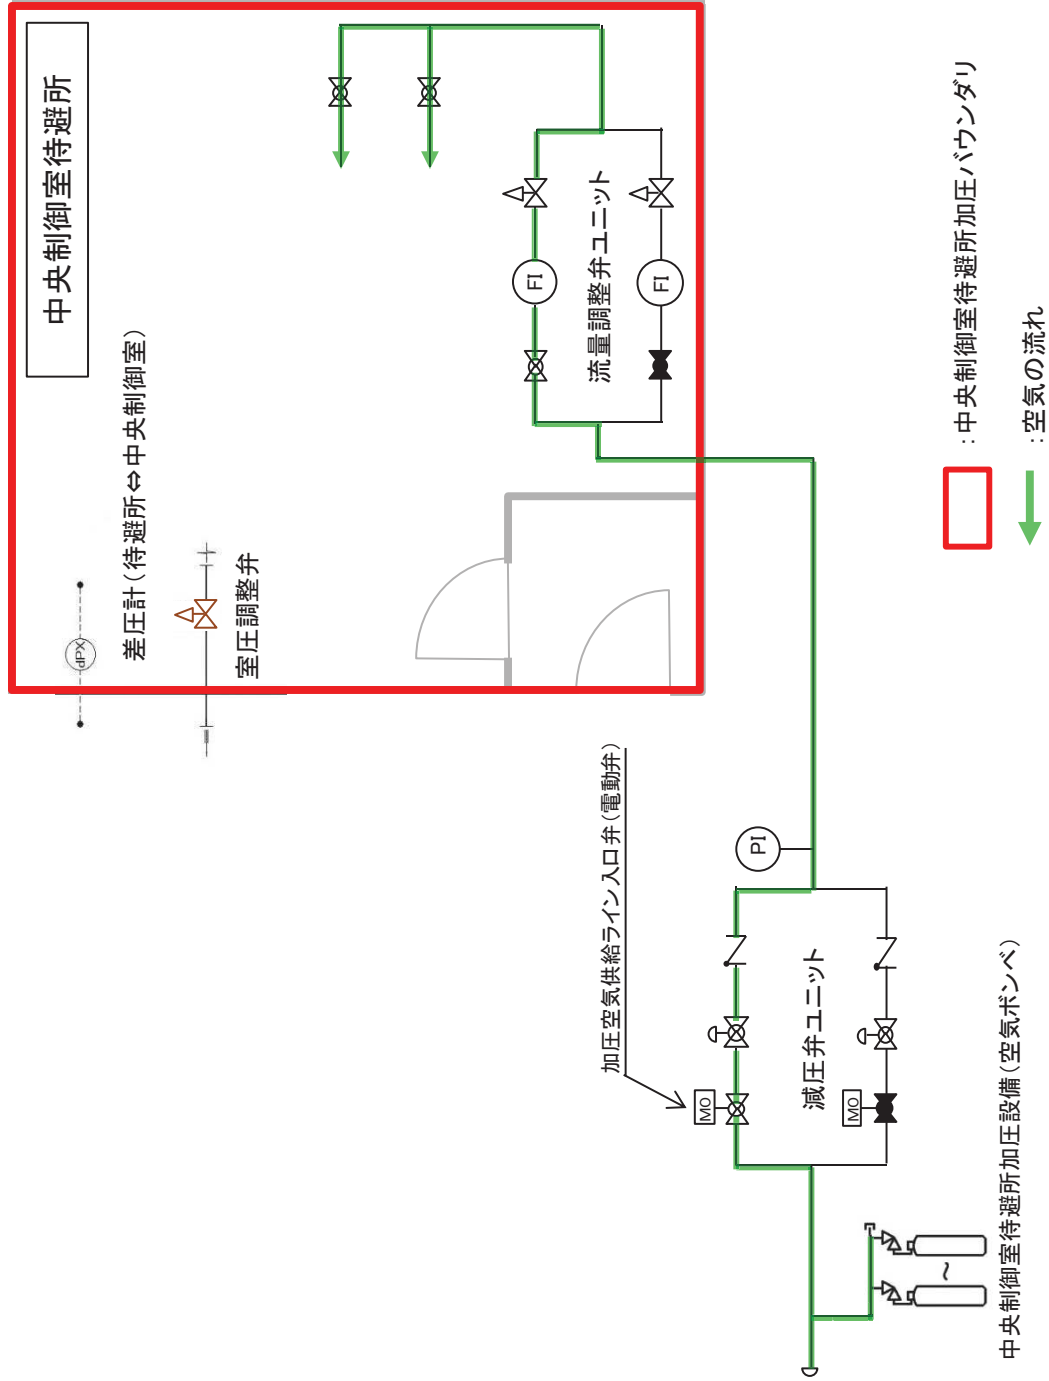 中央制御室待避所
差圧計(待避所⇔中央制御室)
dPX
室圧調整弁
FI
流量調整弁ユニット
FI
加圧空気供給ライン入口弁(電動弁)
PI
MO
減圧弁ユニット
MO
~
中央制御室待避所加圧設備(空気ボンベ)
:中央制御室待避所加圧バウンダリ
:空気の流れ